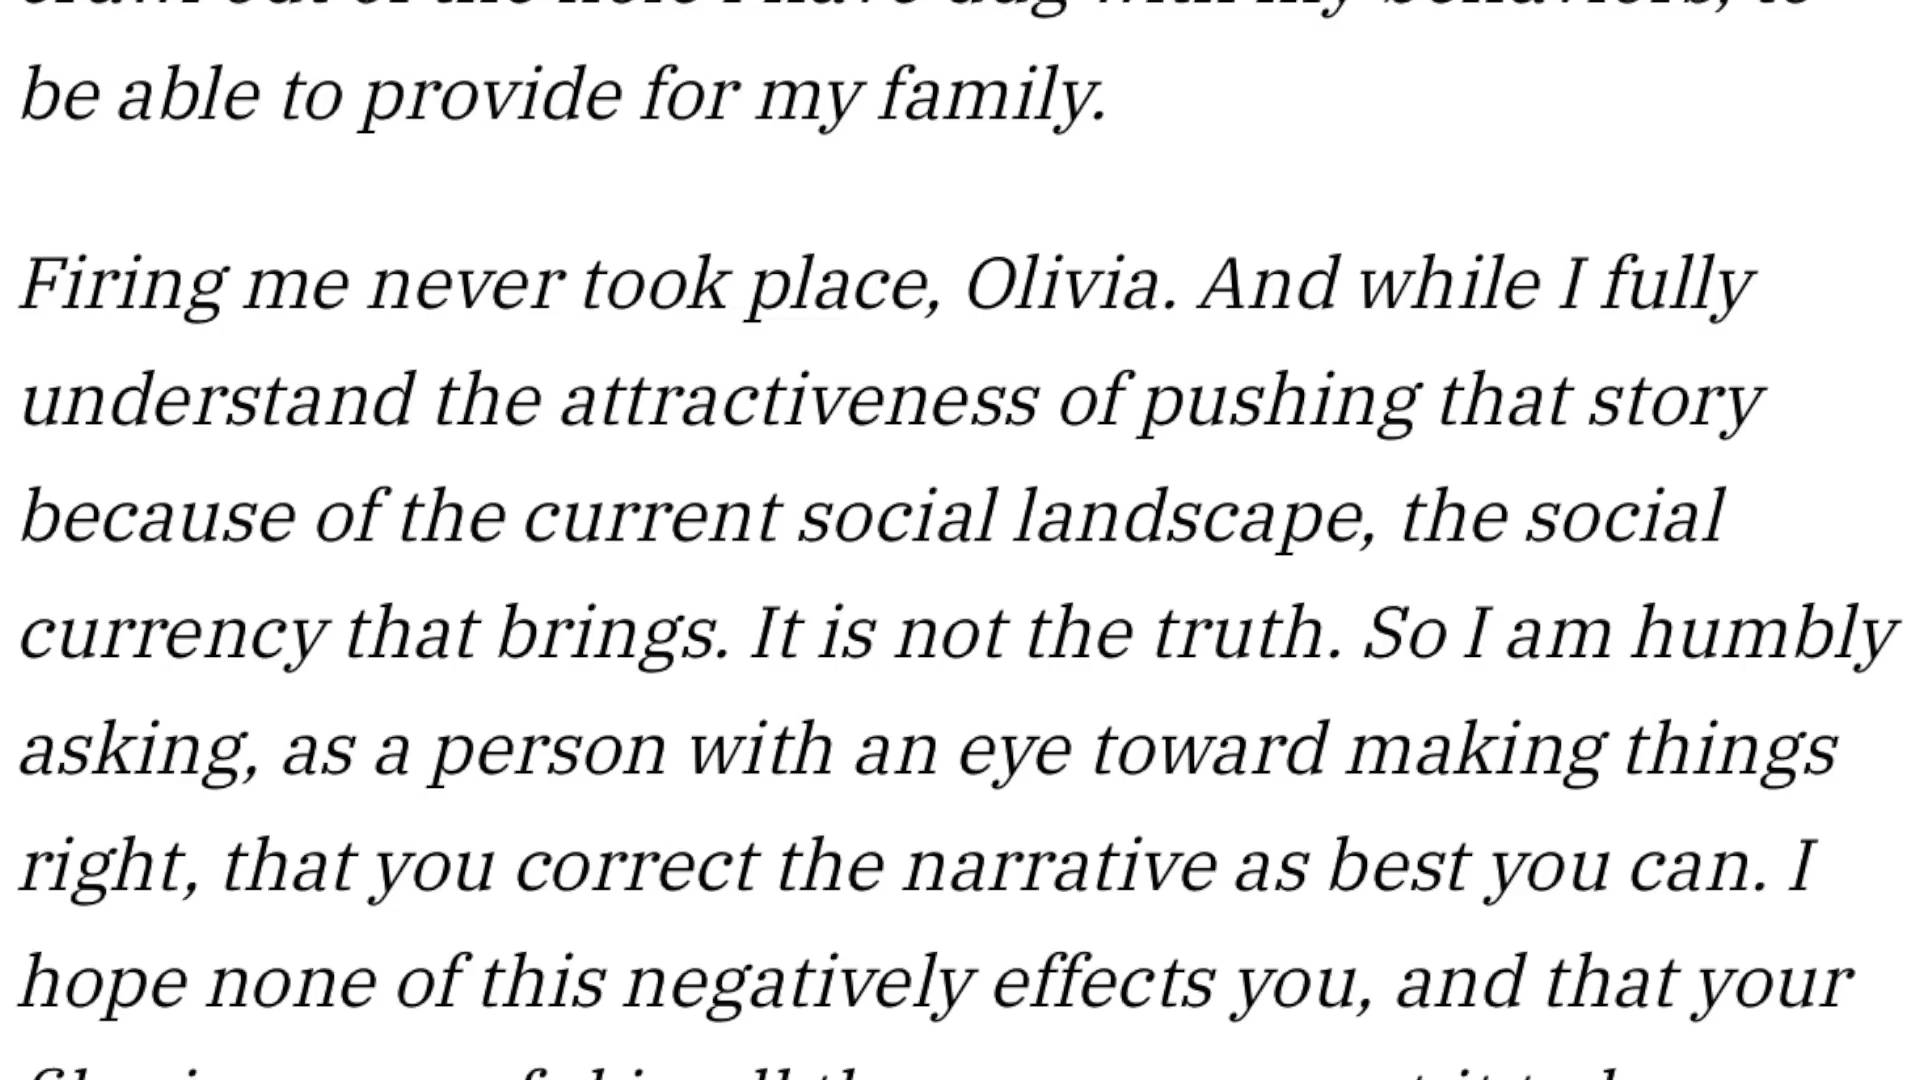 be able to provide for my family.
Firing me never took place, Olivia. And while I fully
understand the attractiveness of pushing that story
because of the current social landscape, the social
currency that brings. It is not the truth. So I am humbly
asking, as a person with an eye toward making things
right, that you correct the narrative as best you can. I
hope none of this negatively effects you, and that your